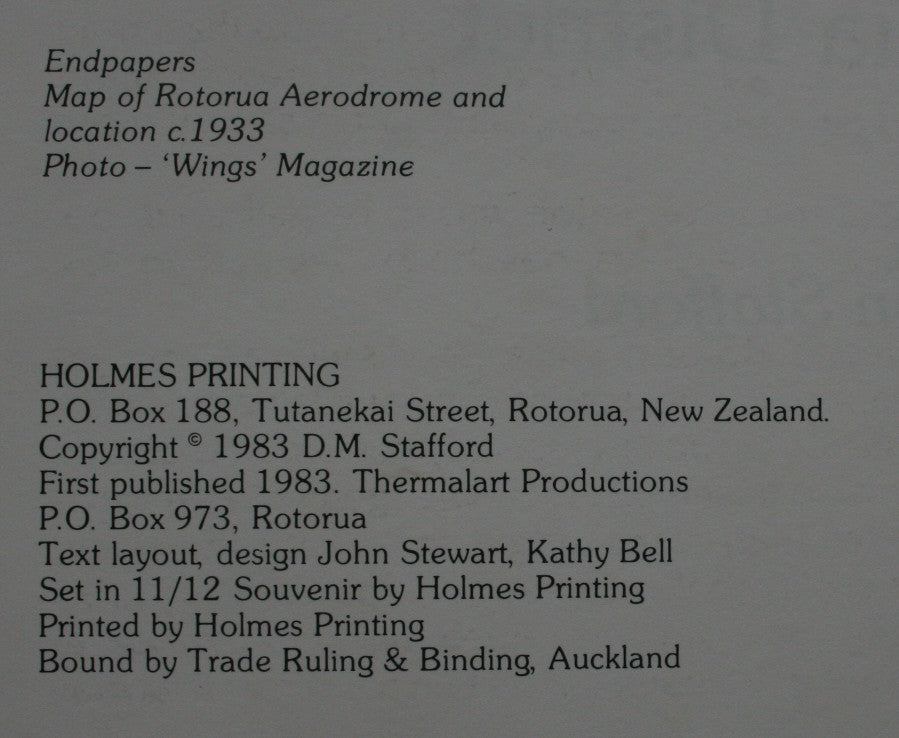 Endpapers
Map of Rotorua Aerodrome and
location c.1933
Photo – ‘Wings’ Magazine
HOLMES PRINTING
P.O. Box 188, Tutanekai Street, Rotorua, New Zealand.
Copyright © 1983 D.M. Stafford
First published 1983. Thermalart Productions
P.O. Box 973, Rotorua
Text layout, design John Stewart, Kathy Bell
Set in 11/12 Souvenir by Holmes Printing
Printed by Holmes Printing
Bound by Trade Ruling & Binding, Auckland